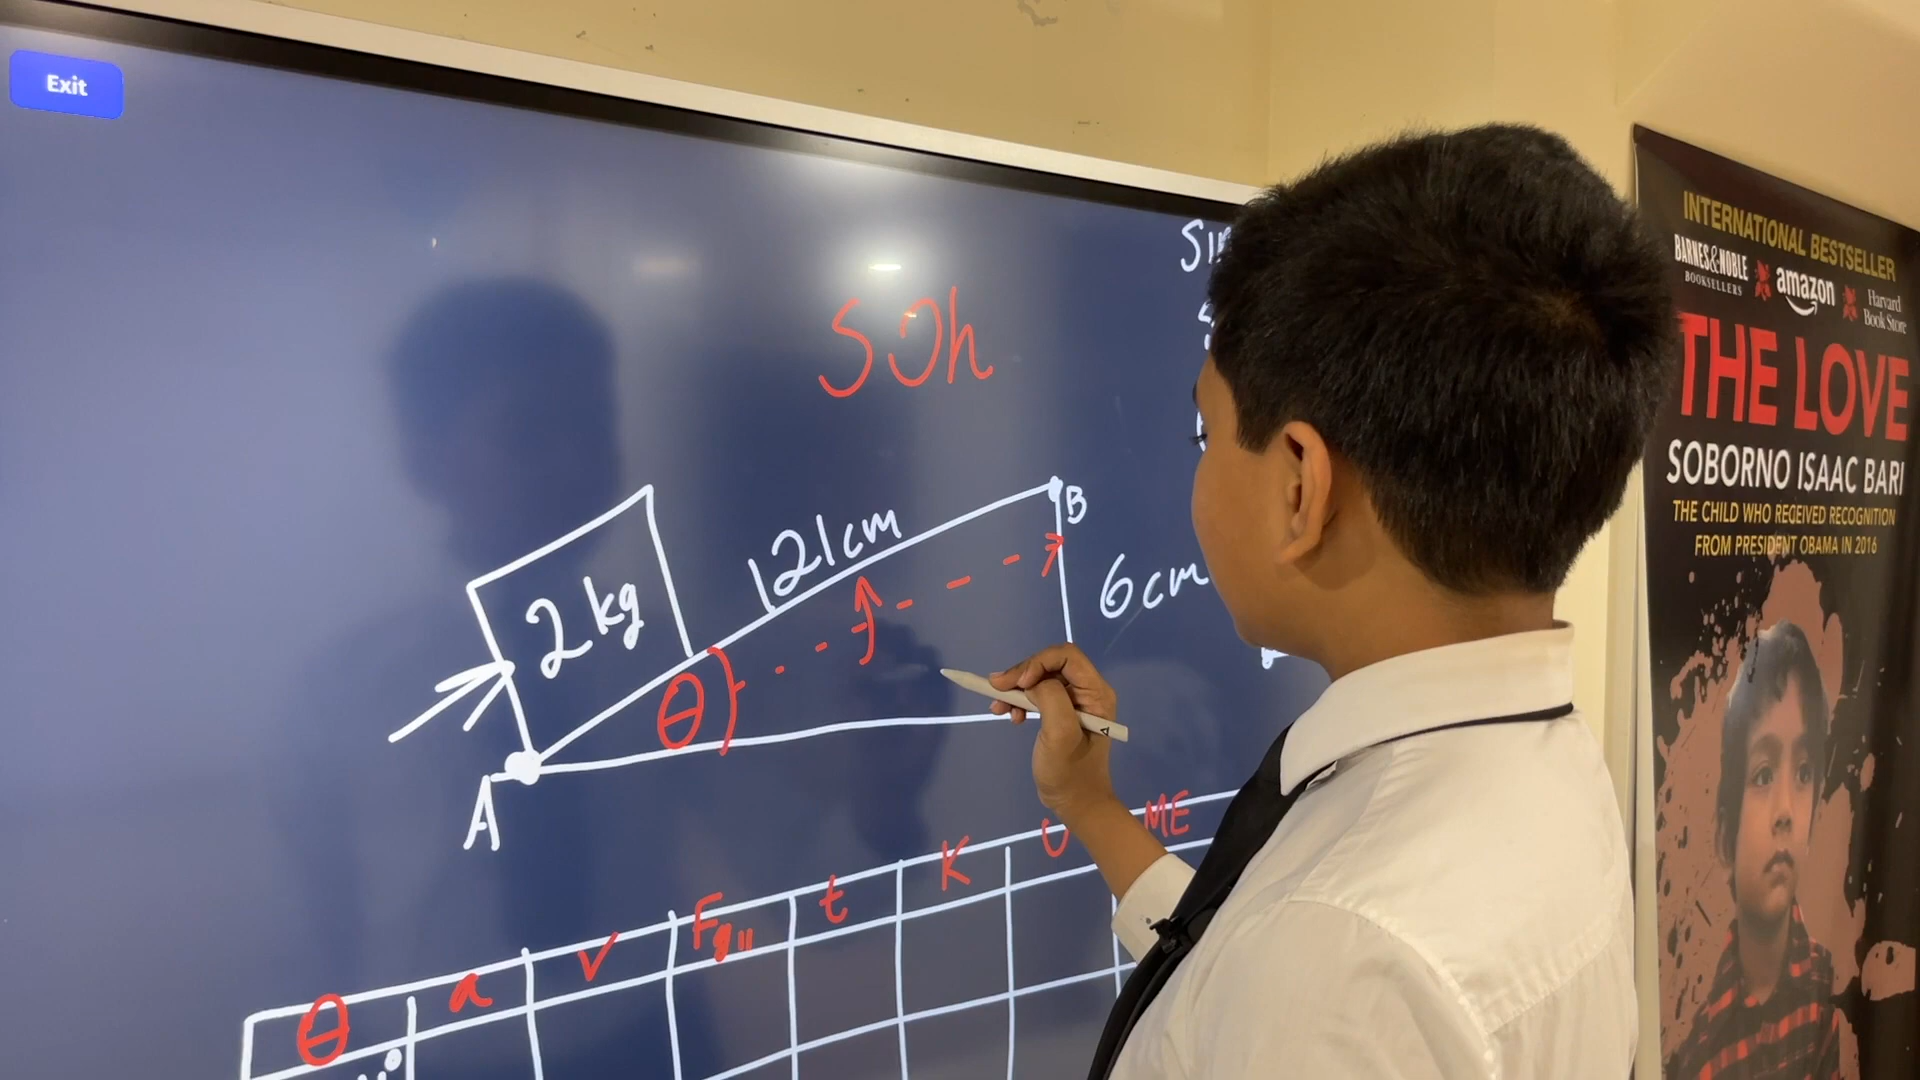 Exit
SOh
121cm
B
2kg
6cm
θ
A
θ a v Fg|| t K U ME
INTERNATIONAL BESTSELLER
BARNES&NOBLE
BOOKSELLERS
amazon
Harvard
Book Store
THE LOVE
SOBORNO ISAAC BARI
THE CHILD WHO RECEIVED RECOGNITION
FROM PRESIDENT OBAMA IN 2016